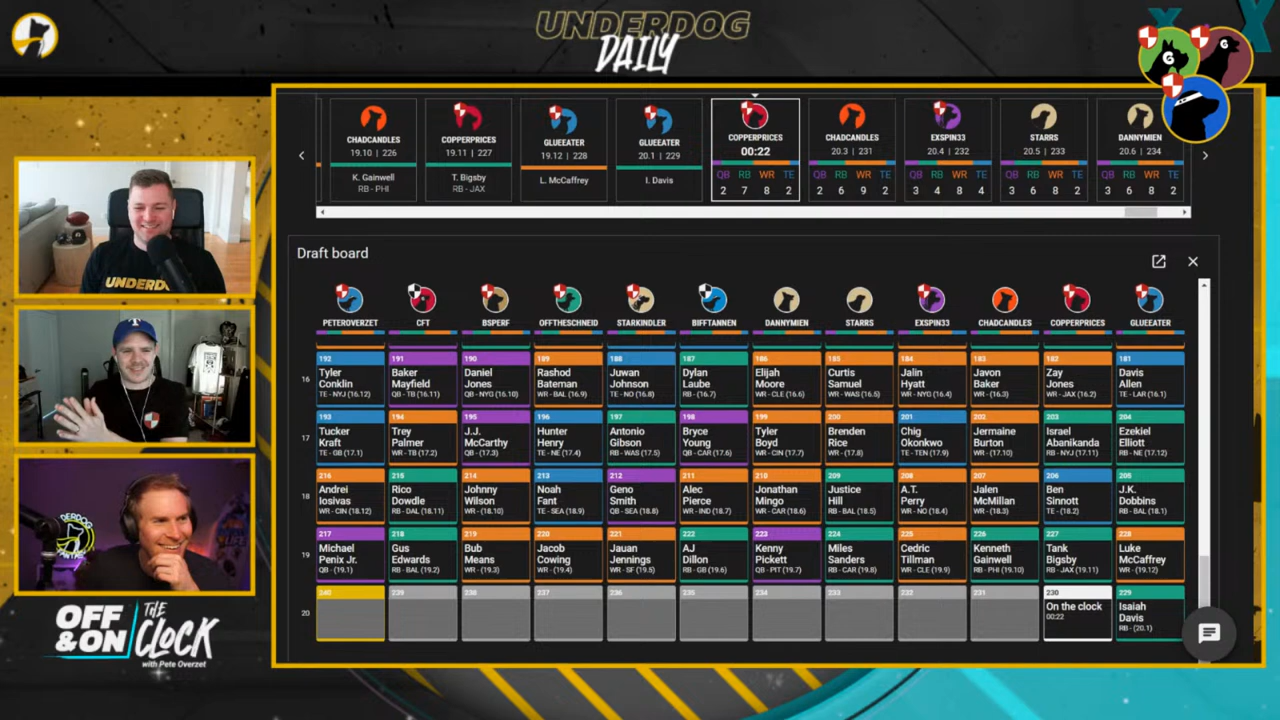 UNDERDOG
DAILY
CHADCANDLES
19.10 | 226
K. Gainwell
RB - PHI
COPPERPRICES
19.11 | 227
T. Bigsby
RB - JAX
GLUEEATER
19.12 | 228
L. McCaffrey
GLUEEATER
20.1 | 229
I. Davis
COPPERPRICES
00:22
QB RB WR TE
2 7 8 2
CHADCANDLES
20.3 | 231
QB RB WR TE
2 6 9 2
EXSPIN33
20.4 | 232
QB RB WR TE
3 4 8 4
STARRS
20.5 | 233
QB RB WR TE
3 6 8 2
DANNYMIEN
20.6 | 234
QB RB WR TE
3 6 8 2
Draft board
PETEROVERZET CFT BSPERF OFFTHESCHNEID STARKINDLER BIFFTANNEN DANNYMIEN STARRS EXSPIN33 CHADCANDLES COPPERPRICES GLUEEATER
16
192
Tyler
Conklin
TE - NYJ (16.12)
191
Baker
Mayfield
QB - TB (16.11)
190
Daniel
Jones
QB - NYG (16.10)
189
Rashod
Bateman
WR - BAL (16.9)
188
Juwan
Johnson
TE - NO (16.8)
187
Dylan
Laube
RB - (16.7)
186
Elijah
Moore
WR - CLE (16.6)
185
Curtis
Samuel
WR - WAS (16.5)
184
Jalin
Hyatt
WR - NYG (16.4)
183
Javon
Baker
WR - (16.3)
182
Zay
Jones
WR - JAX (16.2)
181
Davis
Allen
TE - LAR (16.1)
17
193
Tucker
Kraft
TE - GB (17.1)
194
Trey
Palmer
WR - TB (17.2)
195
J.J.
McCarthy
QB - (17.3)
196
Hunter
Henry
TE - NE (17.4)
197
Antonio
Gibson
RB - WAS (17.5)
198
Bryce
Young
QB - CAR (17.6)
199
Tyler
Boyd
WR - CIN (17.7)
200
Brenden
Rice
WR - (17.8)
201
Chig
Okonkwo
TE - TEN (17.9)
202
Jermaine
Burton
WR - (17.10)
203
Israel
Abanikanda
RB - NYJ (17.11)
204
Ezekiel
Elliott
RB - NE (17.12)
18
216
Andrei
Iosivas
WR - CIN (18.12)
215
Rico
Dowdle
RB - DAL (18.11)
214
Johnny
Wilson
WR - (18.10)
213
Noah
Fant
TE - SEA (18.9)
212
Geno
Smith
QB - SEA (18.8)
211
Alec
Pierce
WR - IND (18.7)
210
Jonathan
Mingo
WR - CAR (18.6)
209
Justice
Hill
RB - BAL (18.5)
208
A.T.
Perry
WR - NO (18.4)
207
Jalen
McMillan
WR - (18.3)
206
Ben
Sinnott
TE - (18.2)
205
J.K.
Dobbins
RB - BAL (18.1)
19
217
Michael
Penix Jr.
QB - (19.1)
218
Gus
Edwards
RB - BAL (19.2)
219
Bub
Means
WR - (19.3)
220
Jacob
Cowing
WR - (19.4)
221
Jauan
Jennings
WR - SF (19.5)
222
AJ
Dillon
RB - GB (19.6)
223
Kenny
Pickett
QB - PIT (19.7)
224
Miles
Sanders
RB - CAR (19.8)
225
Cedric
Tillman
WR - CLE (19.9)
226
Kenneth
Gainwell
RB - PHI (19.10)
227
Tank
Bigsby
RB - JAX (19.11)
228
Luke
McCaffrey
WR - (19.12)
20
240
239
238
237
236
235
234
233
232
231
230
On the clock
00:22
229
Isaiah
Davis
RB - (20.1)
OFF
&ON
THE
CLOCK
with Pete Overzet